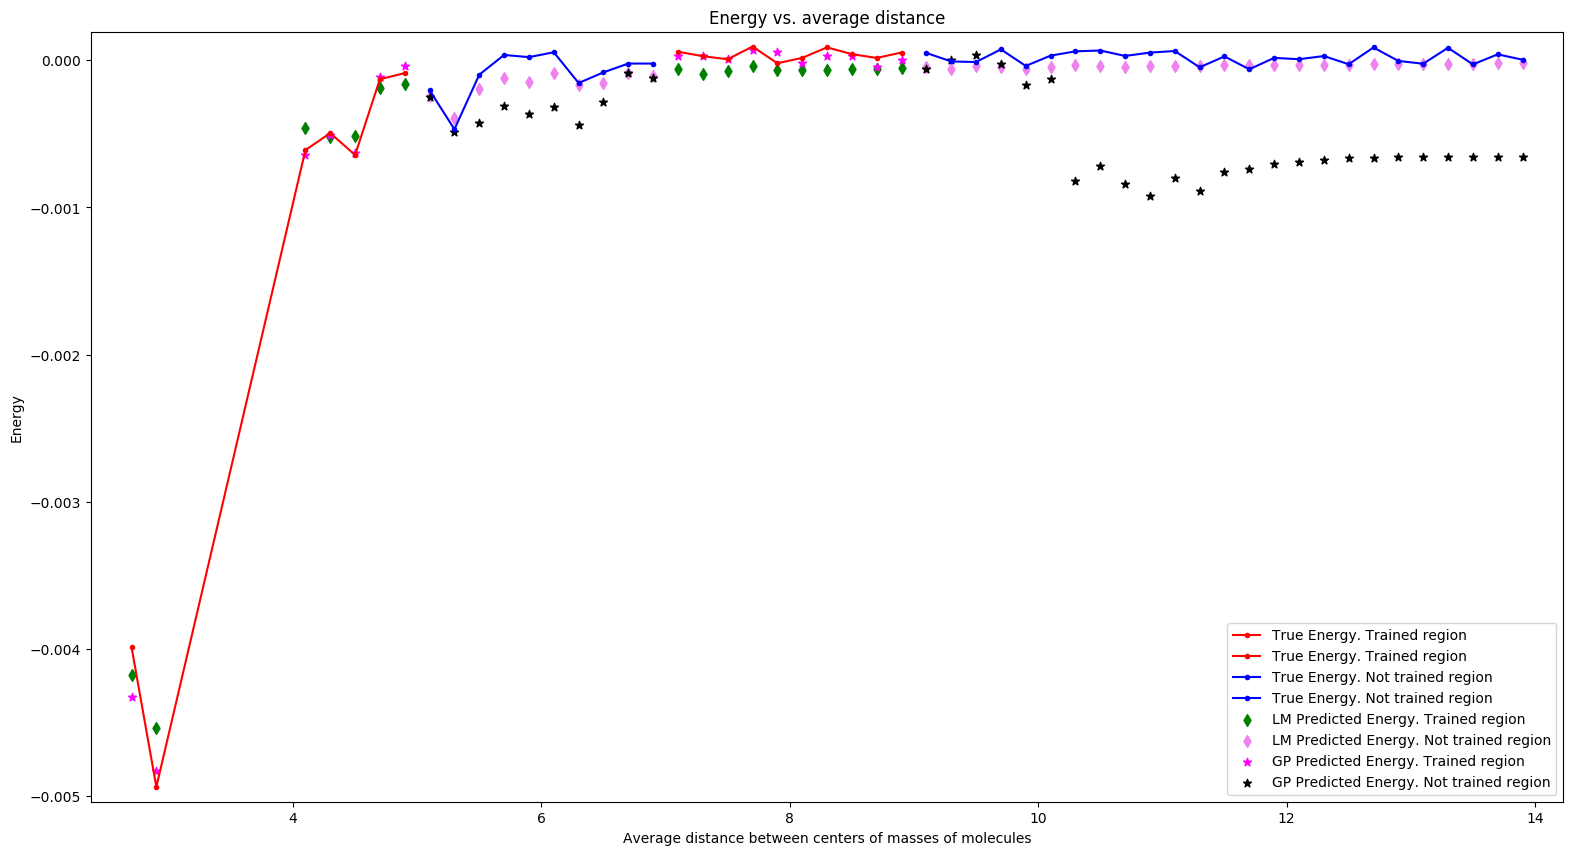 Energy vs. average distance
0.000
−0.001
−0.002
−0.003
−0.004
−0.005
Energy
4
6
8
10
12
14
Average distance between centers of masses of molecules
True Energy. Trained region
True Energy. Trained region
True Energy. Not trained region
True Energy. Not trained region
LM Predicted Energy. Trained region
LM Predicted Energy. Not trained region
GP Predicted Energy. Trained region
GP Predicted Energy. Not trained region